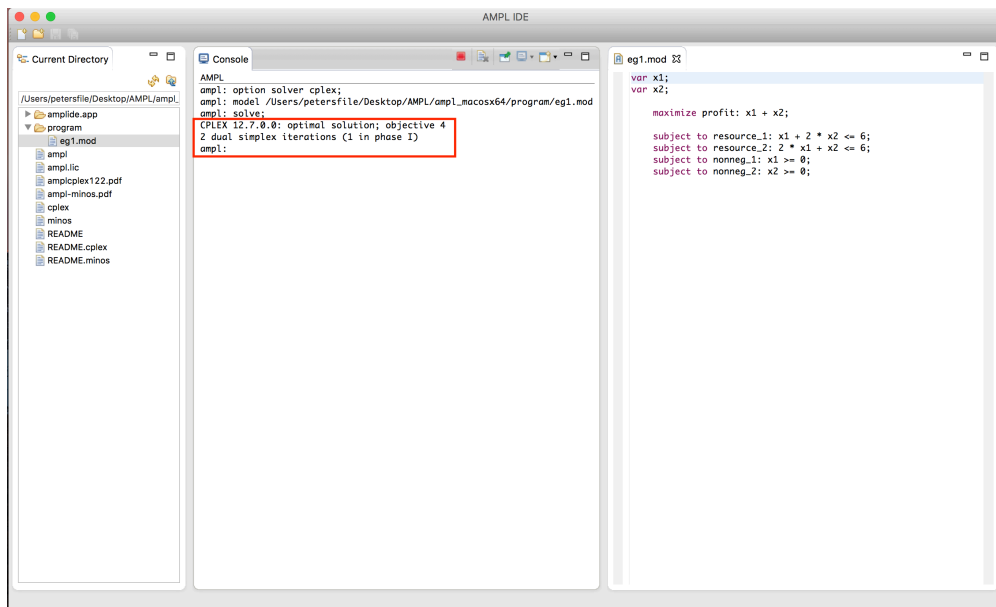 AMPL IDE
Current Directory
/Users/petersfile/Desktop/AMPL/ampl_
amplide.app
program
eg1.mod
ampl
ampl.lic
amplcplex122.pdf
ampl-minos.pdf
cplex
minos
README
README.cplex
README.minos
Console
AMPL
ampl: option solver cplex;
ampl: model /Users/petersfile/Desktop/AMPL/ampl_macosx64/program/eg1.mod
ampl: solve;
CPLEX 12.7.0.0: optimal solution; objective 4
2 dual simplex iterations (1 in phase I)
ampl:
eg1.mod
var x1;
var x2;
maximize profit: x1 + x2;
subject to resource_1: x1 + 2 * x2 <= 6;
subject to resource_2: 2 * x1 + x2 <= 6;
subject to nonneg_1: x1 >= 0;
subject to nonneg_2: x2 >= 0;